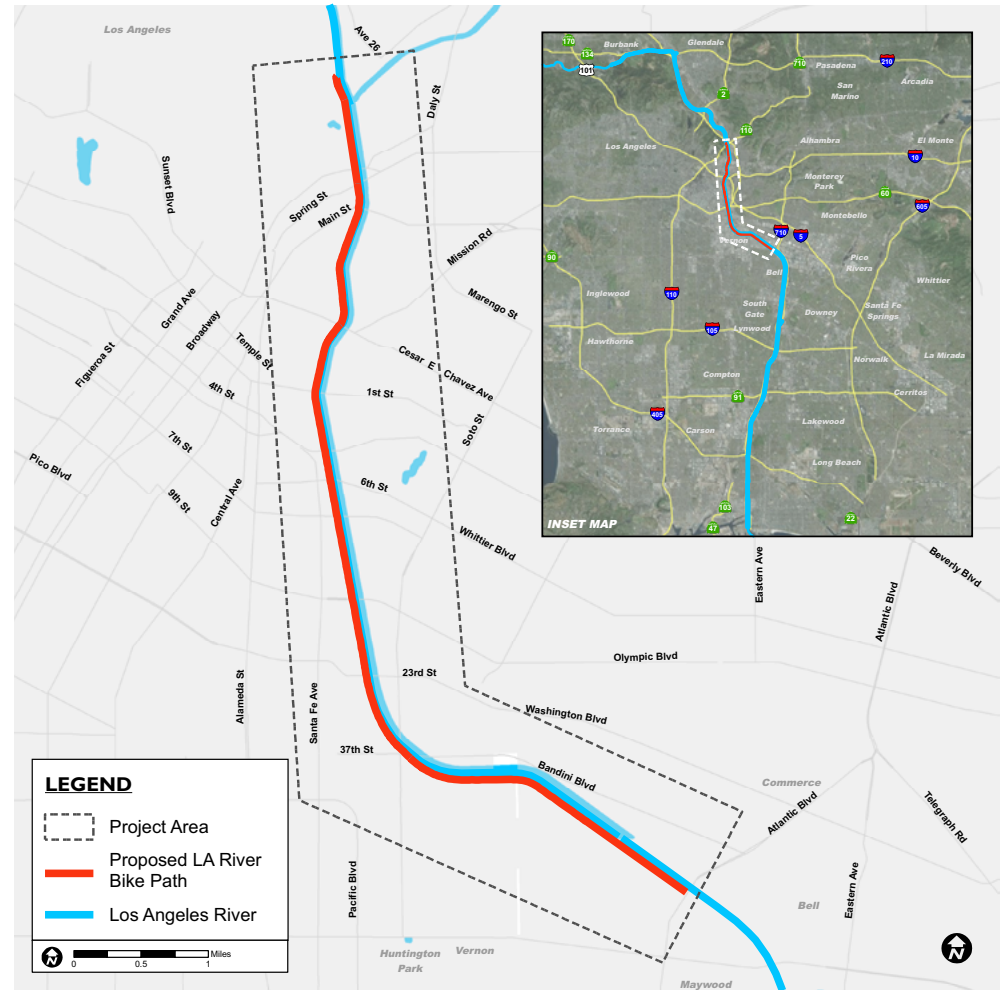 Los Angeles
Ave 26
Daly St
Sunset Blvd
Spring St
Main St
Mission Rd
Marengo St
Grand Ave
Broadway
Figueroa St
Temple St
Cesar E Chavez Ave
4th St
1st St
Soto St
7th St
Pico Blvd
9th St
Central Ave
6th St
Whittier Blvd
Eastern Ave
Beverly Blvd
Atlantic Blvd
Olympic Blvd
23rd St
Alameda St
Santa Fe Ave
Washington Blvd
37th St
Bandini Blvd
Commerce
Atlantic Blvd
Telegraph Rd
Pacific Blvd
Eastern Ave
Bell
Vernon
Huntington
Park
Maywood
170
Burbank
Glendale
134
101
710
Pasadena
210
San
Marino
Arcadia
2
110
Los Angeles
Alhambra
El Monte
10
Monterey
Park
60
605
Montebello
710
5
Vernon
90
Bell
Pico
Rivera
Whittier
Inglewood
110
South
Gate
Downey
Santa Fe
Springs
105
Lynwood
Hawthorne
Norwalk
La Mirada
Compton
91
Cerritos
405
Torrance
Carson
Lakewood
Long Beach
103
47
22
INSET MAP
LEGEND
Project Area
Proposed LA River
Bike Path
Los Angeles River
N
0
0.5
1
Miles
N